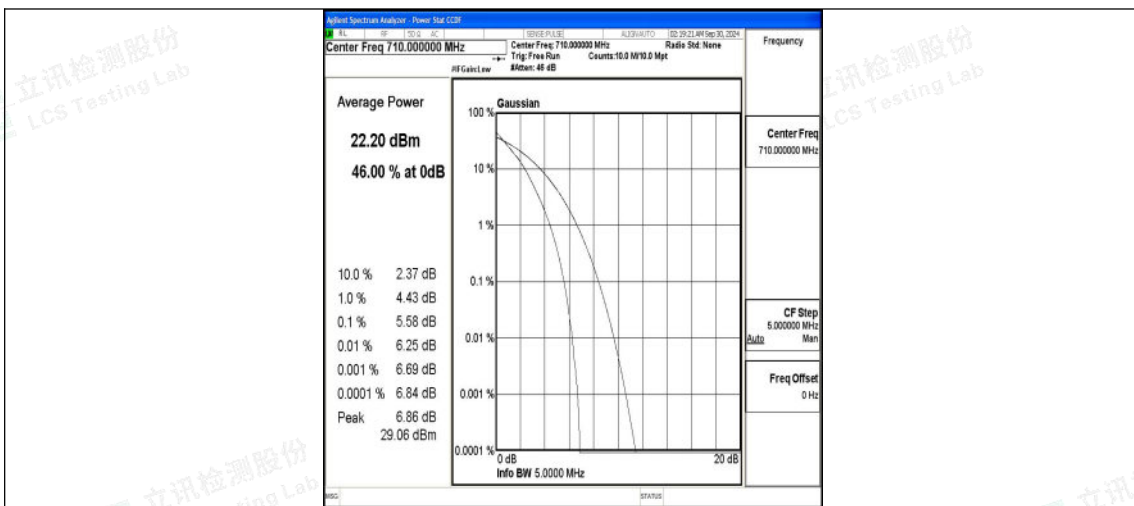 Agilent Spectrum Analyzer - Power Stat CCDF
RL RF 50 Ω AC SENSE:PULSE ALIGNAUTO 02:19:21 AM Sep 30, 2024
Center Freq 710.000000 MHz
Center Freq: 710.000000 MHz Radio Std: None
Trig: Free Run Counts:10.0 M/10.0 Mpt
#IFGain:Low #Atten: 46 dB
Frequency
Average Power
22.20 dBm
46.00 % at 0dB
10.0 % 2.37 dB
1.0 % 4.43 dB
0.1 % 5.58 dB
0.01 % 6.25 dB
0.001 % 6.69 dB
0.0001 % 6.84 dB
Peak 6.86 dB
29.06 dBm
Gaussian
100 %
10 %
1 %
0.1 %
0.01 %
0.001 %
0.0001 %
0 dB 20 dB
Info BW 5.0000 MHz
Center Freq
710.000000 MHz
CF Step
5.000000 MHz
Auto Man
Freq Offset
0 Hz
MSG STATUS
立讯检测股份
LCS Testing Lab
立讯检测股份
LCS Testing Lab
立讯检测股份